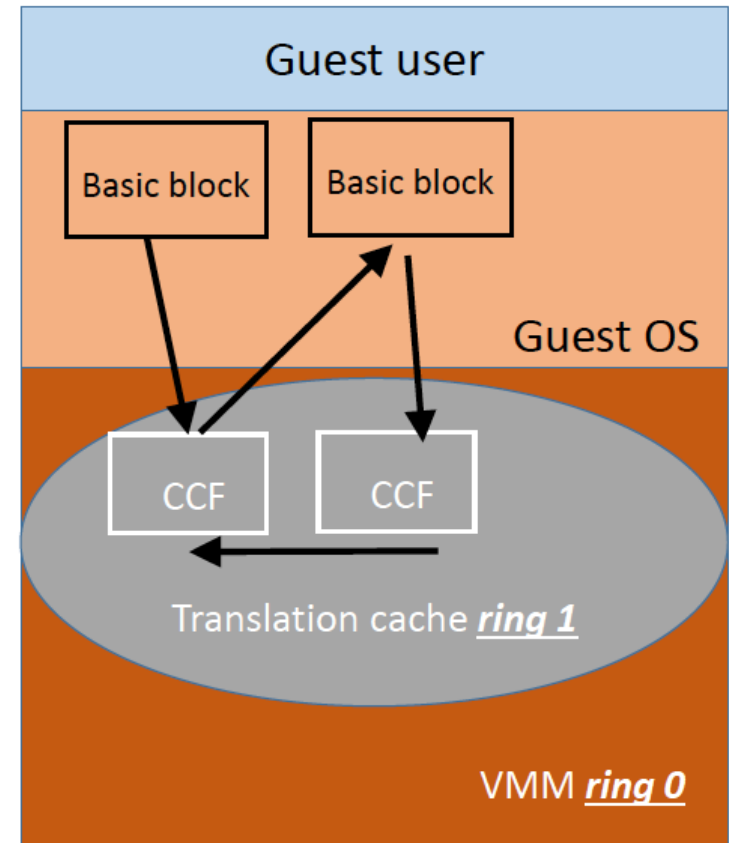 Guest user
Basic block
Basic block
Guest OS
CCF
CCF
Translation cache ring 1
VMM ring 0